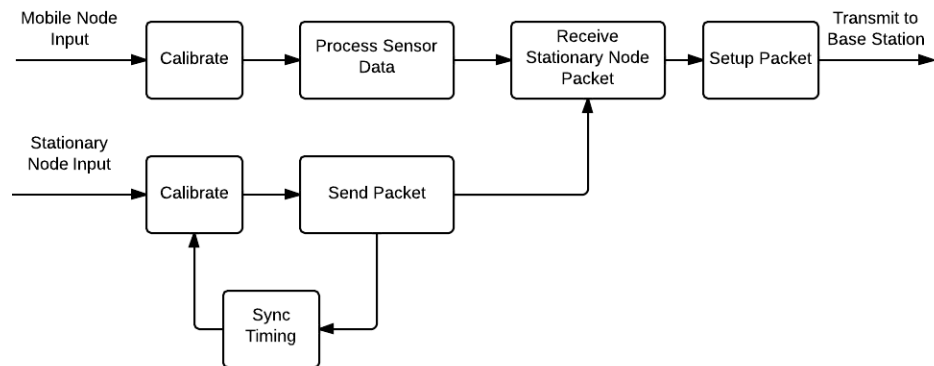 Mobile Node
Input
Calibrate
Process Sensor
Data
Receive
Stationary Node
Packet
Setup Packet
Transmit to
Base Station
Stationary
Node Input
Calibrate
Send Packet
Sync
Timing